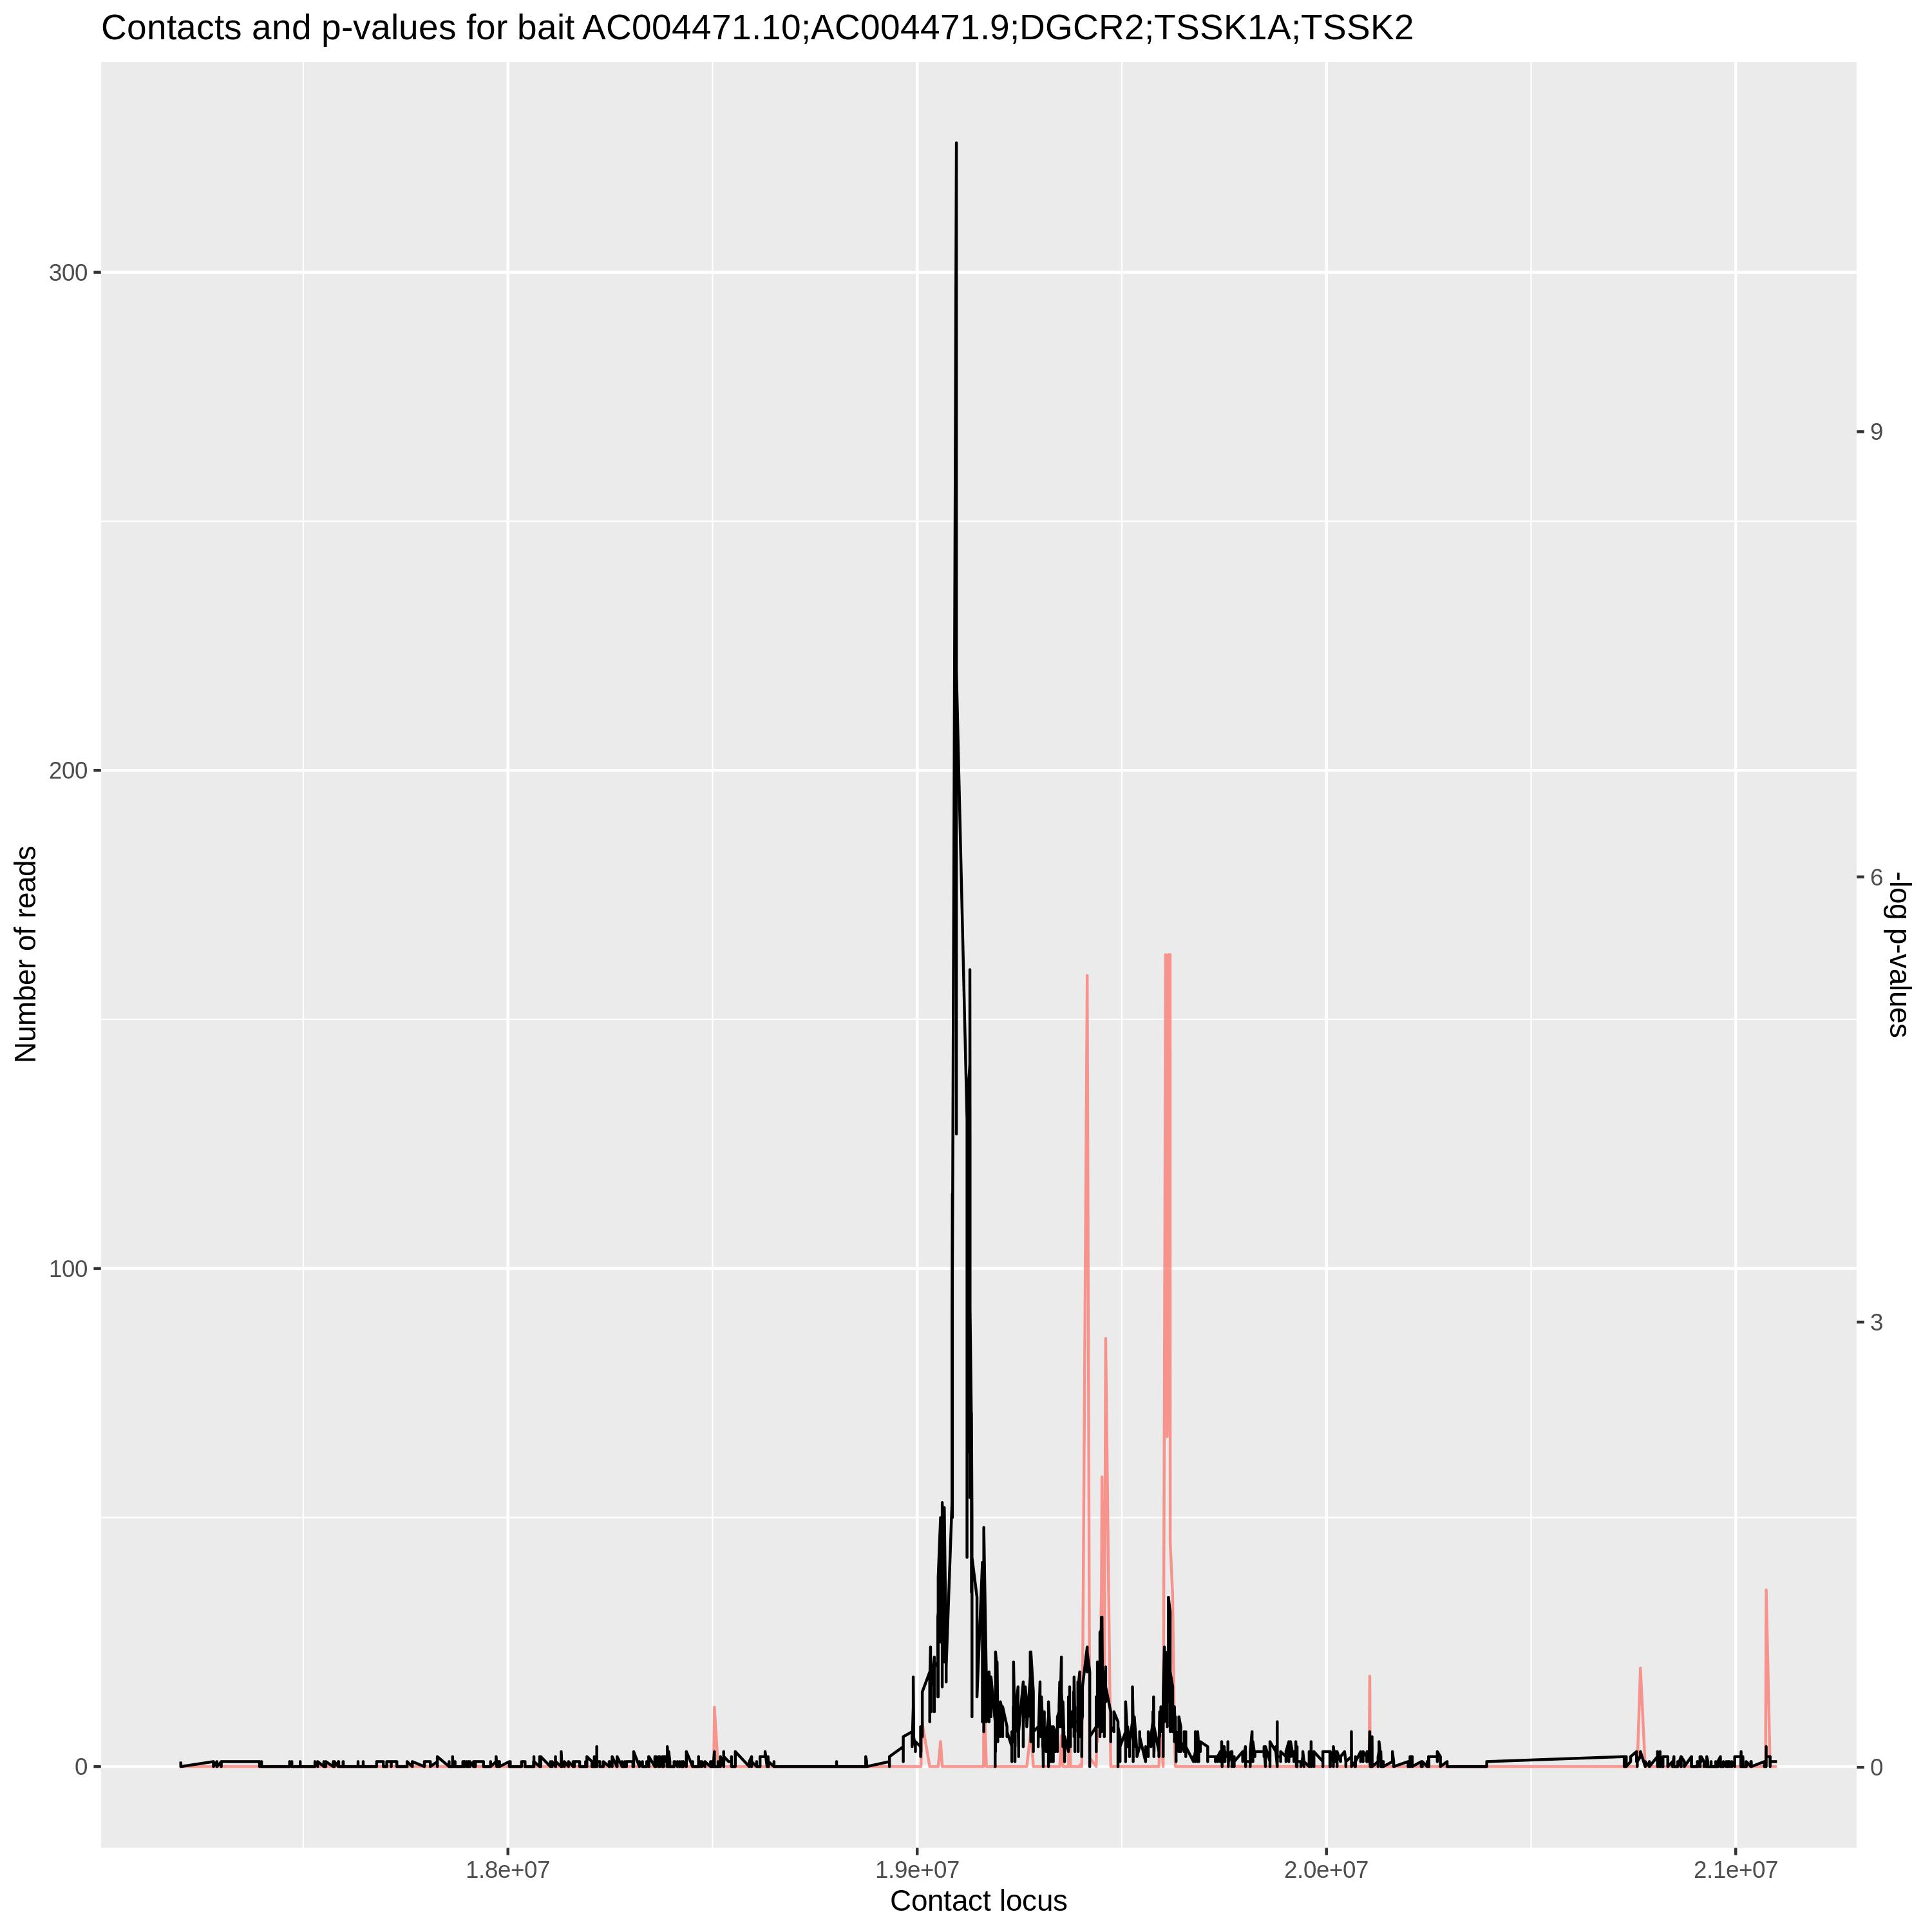 Contacts and p-values for bait AC004471.10;AC004471.9;DGCR2;TSSK1A;TSSK2
300
200
100
0
Number of reads
9
6
3
0
-log p-values
1.8e+07
1.9e+07
2.0e+07
2.1e+07
Contact locus